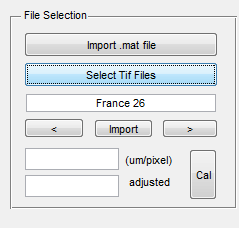 File Selection
Import .mat file
Select Tif Files
France 26
< Import >
(um/pixel)
adjusted
Cal